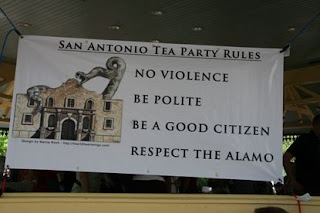 SAN ANTONIO TEA PARTY RULES
NO VIOLENCE
BE POLITE
BE A GOOD CITIZEN
RESPECT THE ALAMO